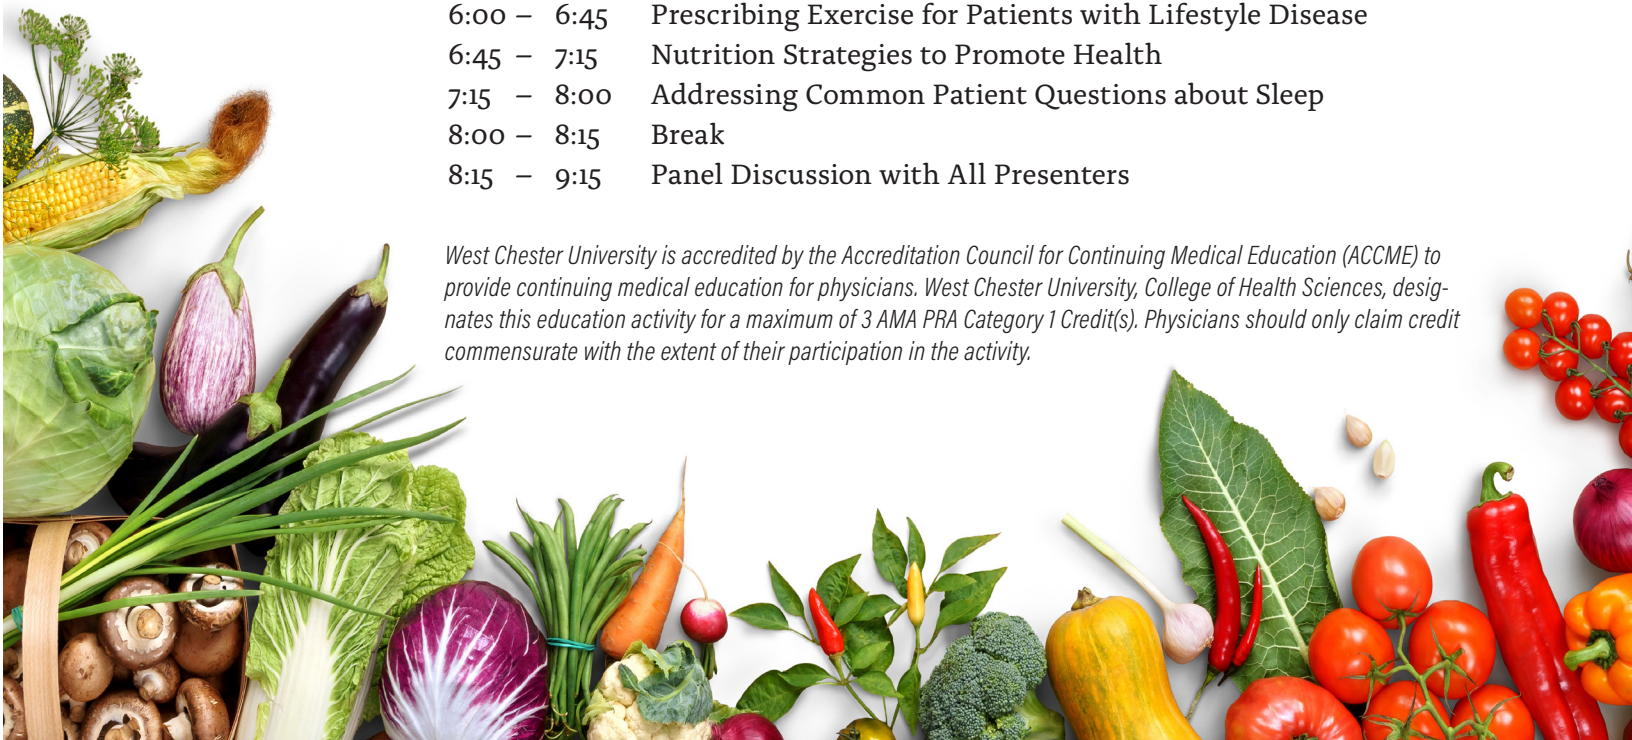 6:00 – 6:45 Prescribing Exercise for Patients with Lifestyle Disease
6:45 – 7:15 Nutrition Strategies to Promote Health
7:15 – 8:00 Addressing Common Patient Questions about Sleep
8:00 – 8:15 Break
8:15 – 9:15 Panel Discussion with All Presenters
West Chester University is accredited by the Accreditation Council for Continuing Medical Education (ACCME) to
provide continuing medical education for physicians. West Chester University, College of Health Sciences, desig-
nates this education activity for a maximum of 3 AMA PRA Category 1 Credit(s). Physicians should only claim credit
commensurate with the extent of their participation in the activity.